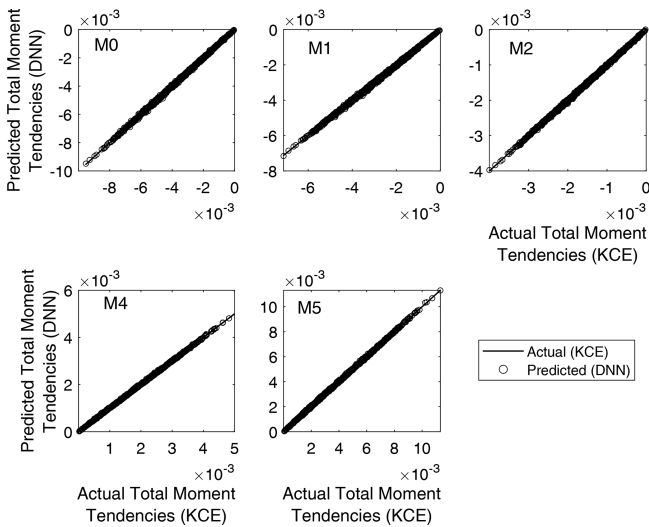 ×10⁻³
×10⁻³
×10⁻³
Predicted Total Moment
Tendencies (DNN)
M0
M1
M2
0
-2
-4
-6
-8
-10
0
-2
-4
-6
-8
0
-1
-2
-3
-4
-8 -6 -4 -2 0
-6 -4 -2 0
-3 -2 -1 0
×10⁻³
×10⁻³
×10⁻³
Actual Total Moment
Tendencies (KCE)
×10⁻³
×10⁻³
Predicted Total Moment
Tendencies (DNN)
M4
M5
6
4
2
0
10
8
6
4
2
0
1 2 3 4 5
2 4 6 8 10
×10⁻³
×10⁻³
Actual Total Moment
Tendencies (KCE)
Actual Total Moment
Tendencies (KCE)
Actual (KCE)
Predicted (DNN)